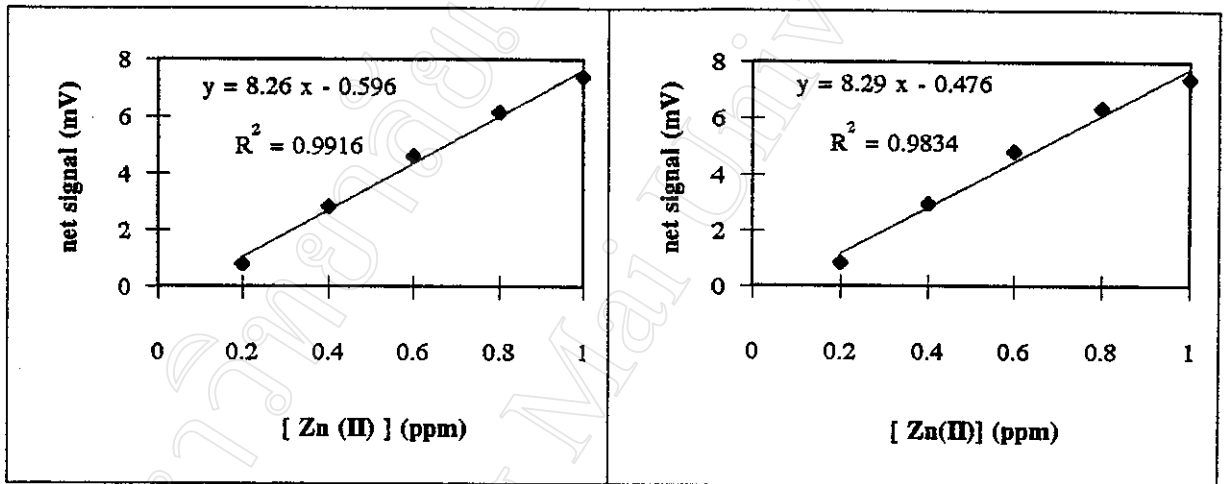 8
6
4
2
0
net signal (mV)
y = 8.26 x - 0.596
R² = 0.9916
0 0.2 0.4 0.6 0.8 1
[ Zn (II) ] (ppm)
8
6
4
2
0
net signal (mV)
y = 8.29 x - 0.476
R² = 0.9834
0 0.2 0.4 0.6 0.8 1
[ Zn(II)] (ppm)
Mai Univ